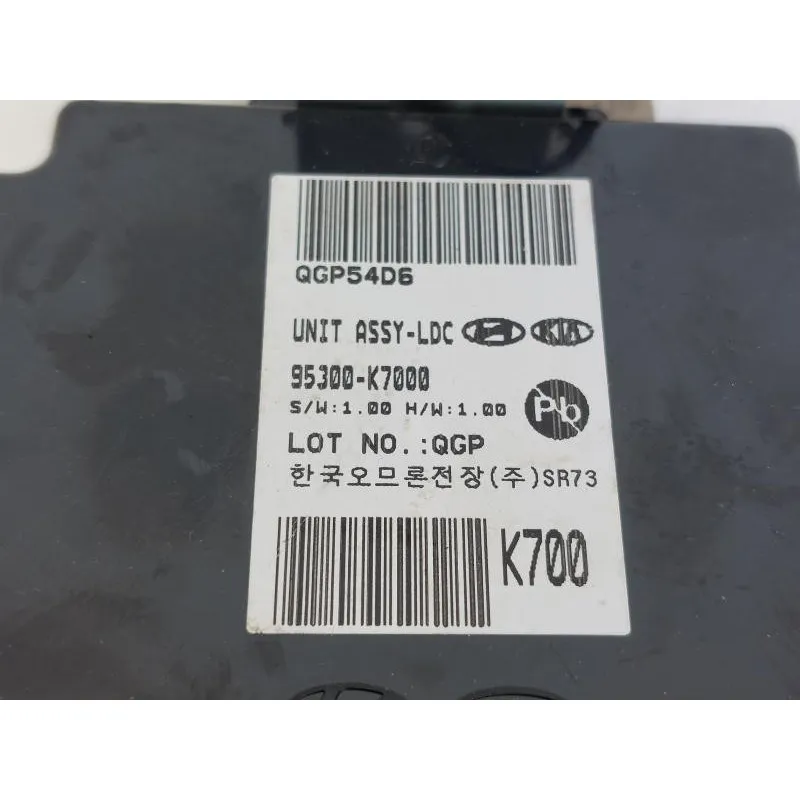 QGP54D6
UNIT ASSY-LDC KIA
95300-K7000
S/W:1.00 H/W:1.00 Pb
LOT NO.:QGP
한국오므론전장(주)SR73
K700